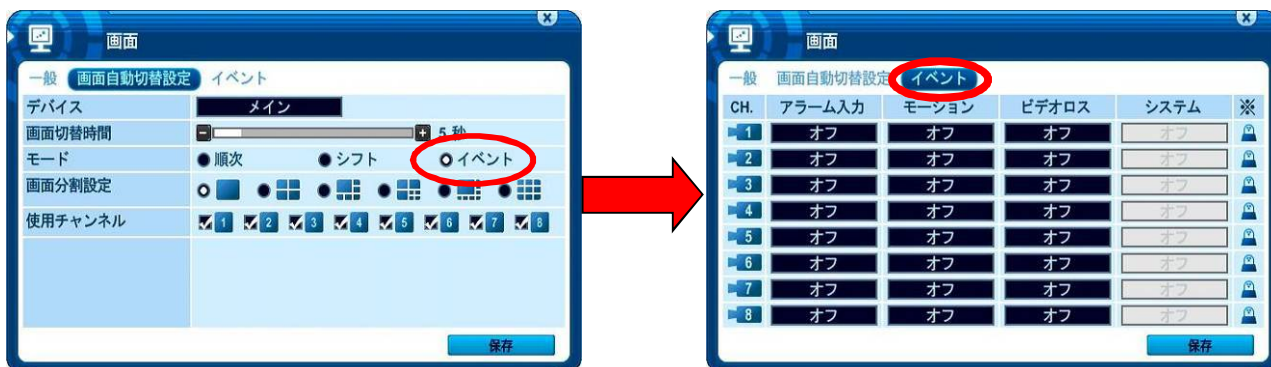 画面
一般 画面自動切替設定 イベント
デバイス メイン
画面切替時間 5 秒
モード 順次 シフト イベント
画面分割設定
使用チャンネル 1 2 3 4 5 6 7 8
保存
画面
一般 画面自動切替設定 イベント
CH. アラーム入力 モーション ビデオロス システム ※
1 オフ オフ オフ オフ
2 オフ オフ オフ オフ
3 オフ オフ オフ オフ
4 オフ オフ オフ オフ
5 オフ オフ オフ オフ
6 オフ オフ オフ オフ
7 オフ オフ オフ オフ
8 オフ オフ オフ オフ
保存